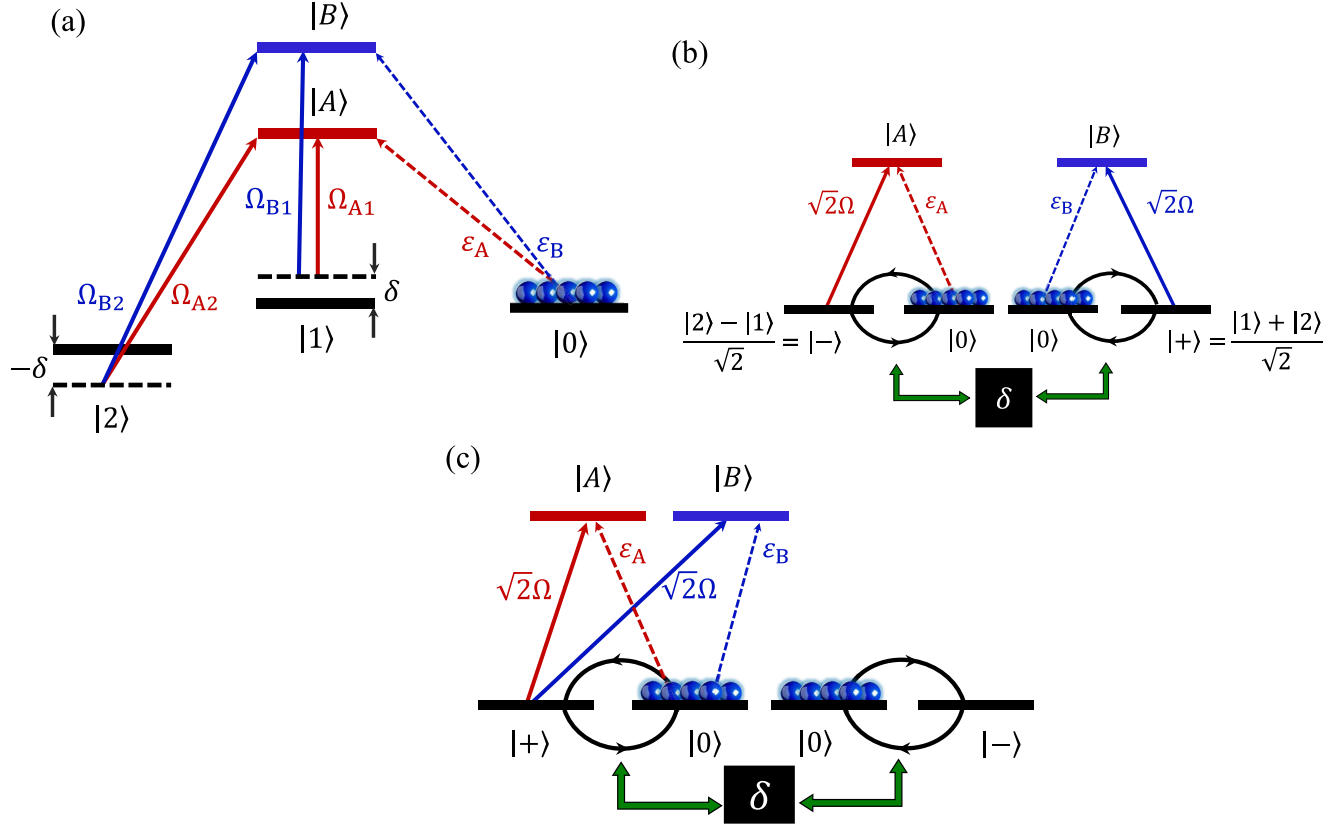 (a)
|B⟩
|A⟩
Ω_B1
Ω_A1
ε_A
ε_B
Ω_B2
Ω_A2
δ
|1⟩
|0⟩
−δ
|2⟩
(b)
|A⟩
|B⟩
√2Ω
ε_A
ε_B
√2Ω
(|2⟩ − |1⟩)/√2 = |−⟩
|0⟩
|0⟩
|+⟩ = (|1⟩ + |2⟩)/√2
δ
(c)
|A⟩
|B⟩
√2Ω
ε_A
√2Ω
ε_B
|+⟩
|0⟩
|0⟩
|−⟩
δ